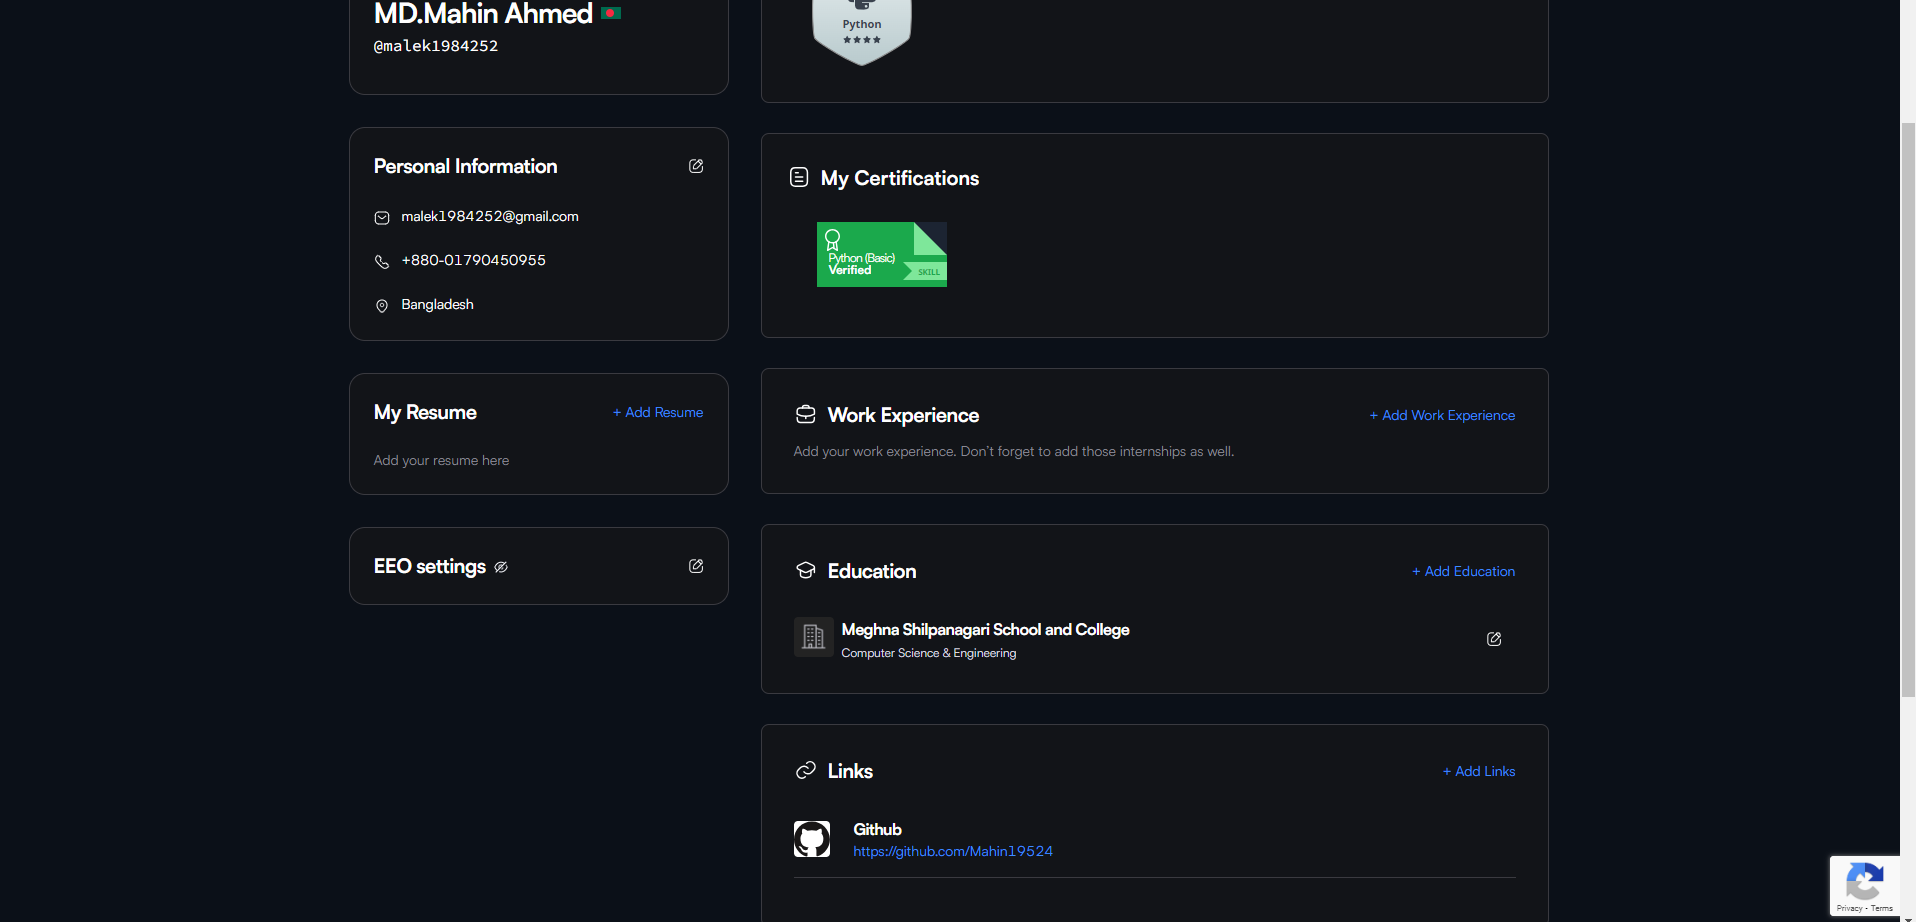 MD.Mahin Ahmed
@malek1984252
Personal Information
malek1984252@gmail.com
+880-01790450955
Bangladesh
My Resume
+ Add Resume
Add your resume here
EEO settings
Python
My Certifications
Python (Basic)
Verified
SKILL
Work Experience
+ Add Work Experience
Add your work experience. Don't forget to add those internships as well.
Education
+ Add Education
Meghna Shilpanagari School and College
Computer Science & Engineering
Links
+ Add Links
Github
https://github.com/Mahin19524
Privacy - Terms